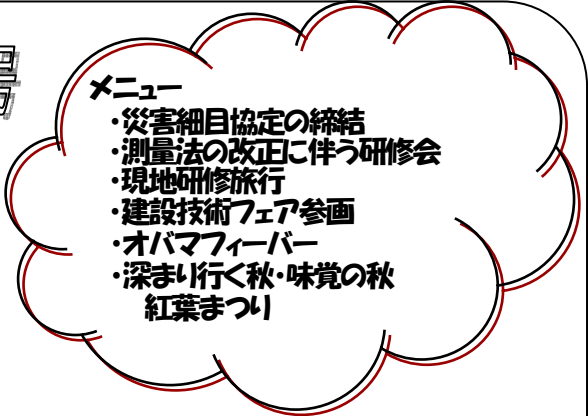 号
メニュー
・災害細目協定の締結
・測量法の改正に伴う研修会
・現地研修旅行
・建設技術フェア参画
・オバマフィーバー
・深まり行く秋・味覚の秋
紅葉まつり